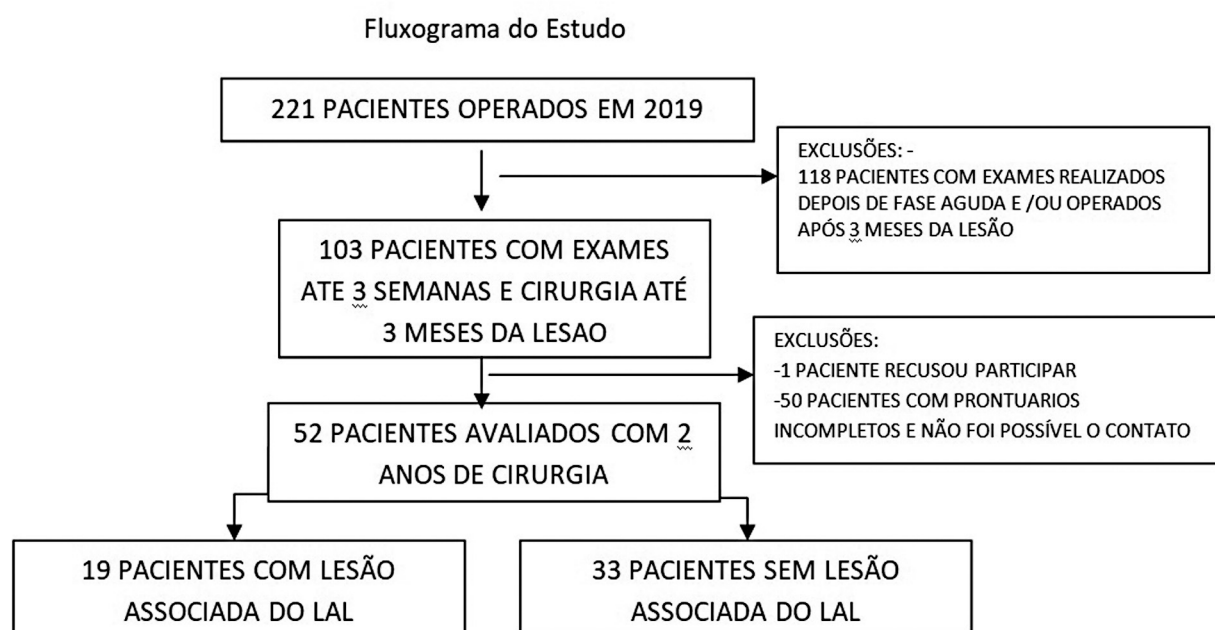 Fluxograma do Estudo
221 PACIENTES OPERADOS EM 2019
EXCLUSÕES: -
118 PACIENTES COM EXAMES REALIZADOS
DEPOIS DE FASE AGUDA E /OU OPERADOS
APÓS 3 MESES DA LESÃO
103 PACIENTES COM EXAMES
ATE 3 SEMANAS E CIRURGIA ATÉ
3 MESES DA LESAO
EXCLUSÕES:
-1 PACIENTE RECUSOU PARTICIPAR
-50 PACIENTES COM PRONTUARIOS
INCOMPLETOS E NÃO FOI POSSÍVEL O CONTATO
52 PACIENTES AVALIADOS COM 2
ANOS DE CIRURGIA
19 PACIENTES COM LESÃO
ASSOCIADA DO LAL
33 PACIENTES SEM LESÃO
ASSOCIADA DO LAL